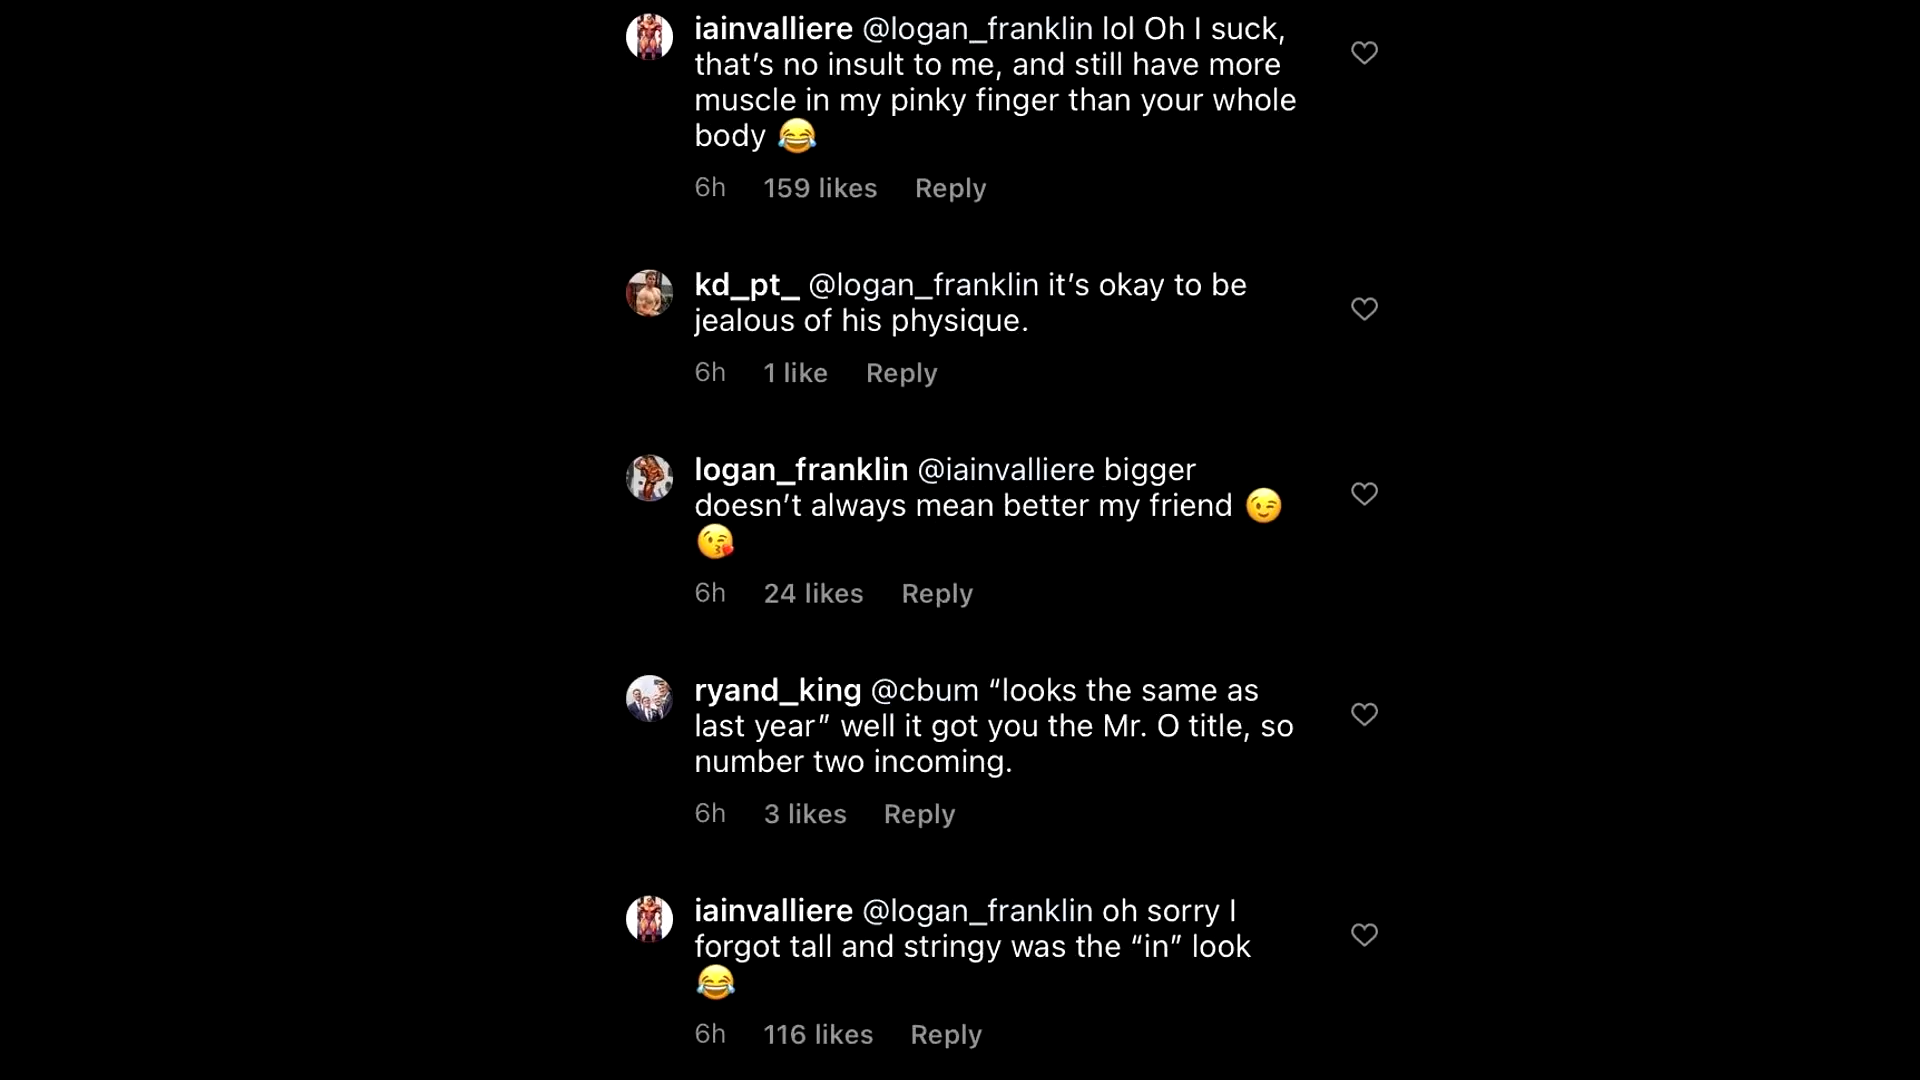 iainvalliere @logan_franklin lol Oh I suck,
that’s no insult to me, and still have more
muscle in my pinky finger than your whole
body 😂
6h 159 likes Reply
kd_pt_ @logan_franklin it’s okay to be
jealous of his physique.
6h 1 like Reply
logan_franklin @iainvalliere bigger
doesn’t always mean better my friend 😉
😘
6h 24 likes Reply
ryand_king @cbum “looks the same as
last year” well it got you the Mr. O title, so
number two incoming.
6h 3 likes Reply
iainvalliere @logan_franklin oh sorry I
forgot tall and stringy was the “in” look
😂
6h 116 likes Reply